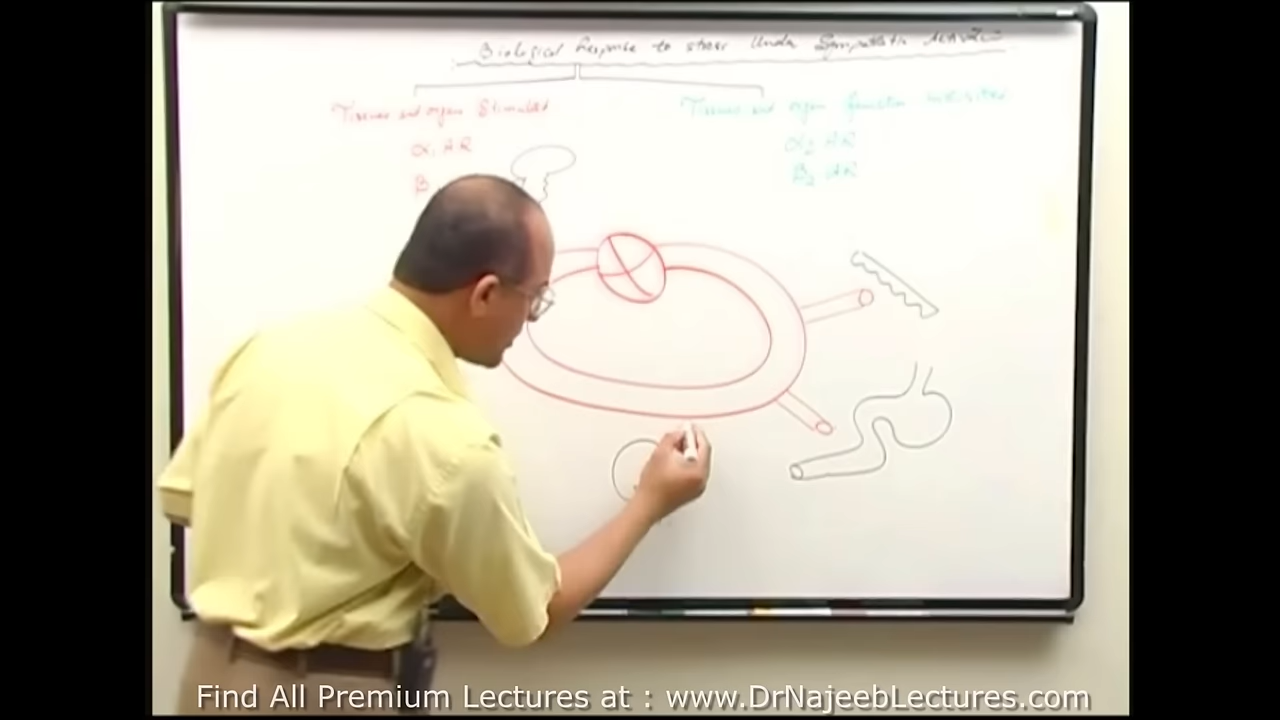 Biological Response to stress Under Sympathetic
Tissues and organ Stimulated
Tissues and organ function inhibited
α₁ AR
α₂ AR
β
β₂ AR
Find All Premium Lectures at : www.DrNajeebLectures.com